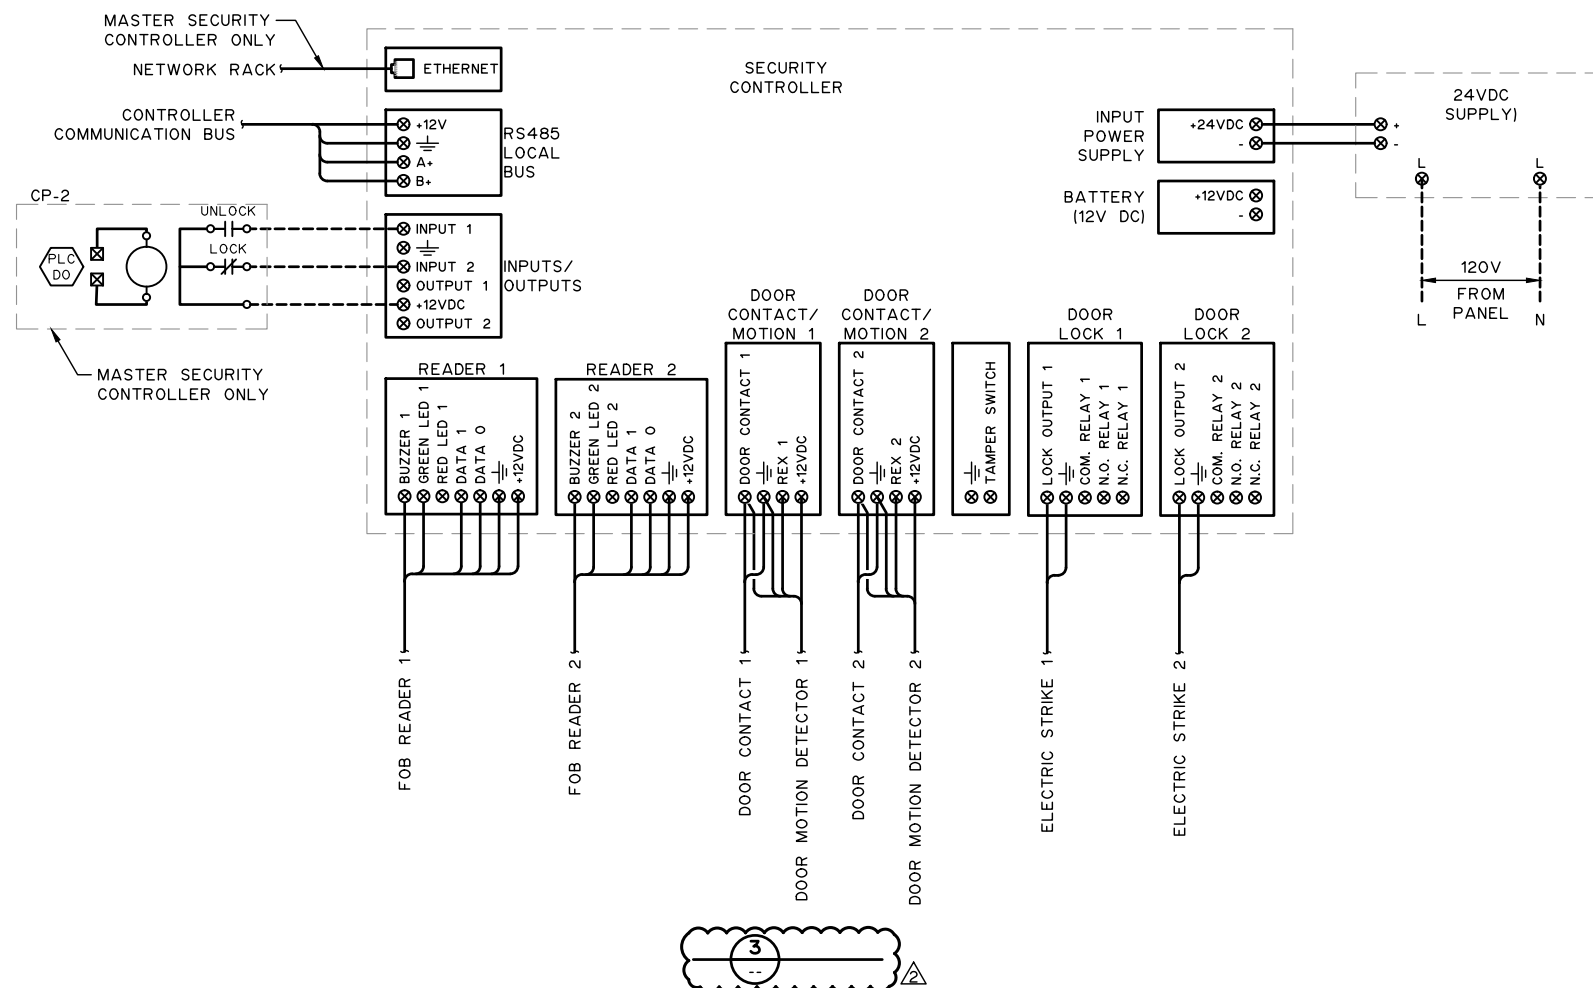 MASTER SECURITY
CONTROLLER ONLY
NETWORK RACK
ETHERNET
SECURITY
CONTROLLER
CONTROLLER
COMMUNICATION BUS
+12V
A+
B+
RS485
LOCAL
BUS
INPUT
POWER
SUPPLY
+24VDC
-
BATTERY
(12V DC)
+12VDC
-
24VDC
SUPPLY)
+
-
L
L
120V
FROM
PANEL
L
N
CP-2
PLC
DO
UNLOCK
LOCK
INPUT 1
INPUT 2
OUTPUT 1
+12VDC
OUTPUT 2
INPUTS/
OUTPUTS
MASTER SECURITY
CONTROLLER ONLY
READER 1
BUZZER 1
GREEN LED 1
RED LED 1
DATA 1
DATA 0
+12VDC
READER 2
BUZZER 2
GREEN LED 2
RED LED 2
DATA 1
DATA 0
+12VDC
DOOR
CONTACT/
MOTION 1
DOOR CONTACT 1
REX 1
+12VDC
DOOR
CONTACT/
MOTION 2
DOOR CONTACT 2
REX 2
+12VDC
TAMPER SWITCH
DOOR
LOCK 1
LOCK OUTPUT 1
COM. RELAY 1
N.O. RELAY 1
N.C. RELAY 1
DOOR
LOCK 2
LOCK OUTPUT 2
COM. RELAY 2
N.O. RELAY 2
N.C. RELAY 2
FOB READER 1
FOB READER 2
DOOR CONTACT 1
DOOR MOTION DETECTOR 1
DOOR CONTACT 2
DOOR MOTION DETECTOR 2
ELECTRIC STRIKE 1
ELECTRIC STRIKE 2
3
--
2